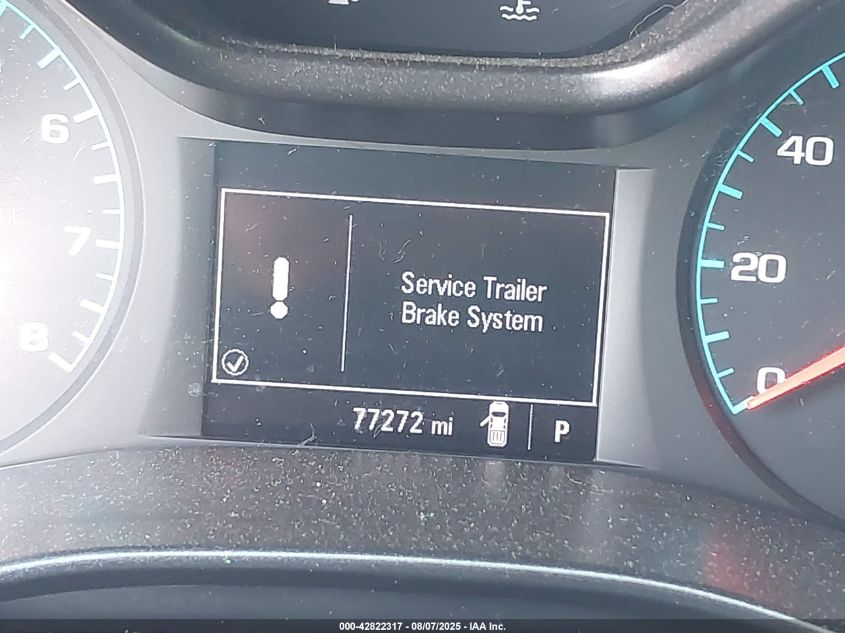 6
7
8
40
20
0
Service Trailer
Brake System
77272 mi
P
000-42822317 - 08/07/2025 - IAA Inc.